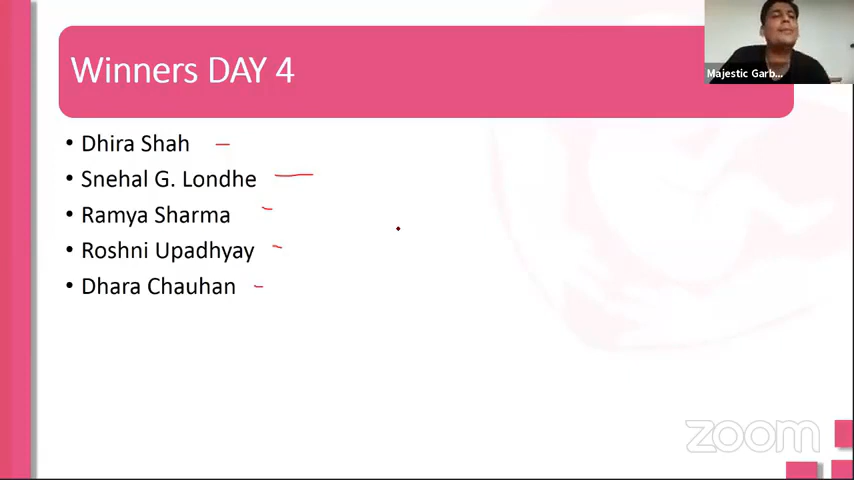 Winners DAY 4
Majestic Garb...
• Dhira Shah
• Snehal G. Londhe
• Ramya Sharma
• Roshni Upadhyay
• Dhara Chauhan
zoom